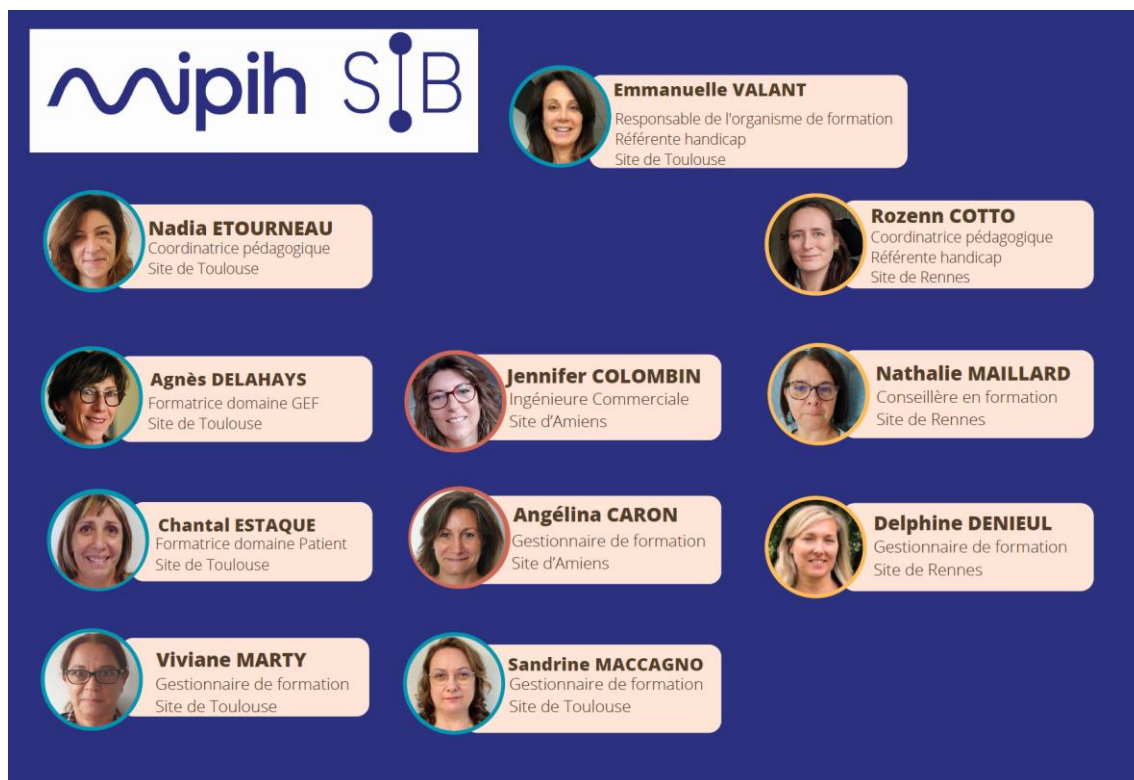 mipih SIB
Emmanuelle VALANT
Responsable de l'organisme de formation
Référente handicap
Site de Toulouse
Nadia ETOURNEAU
Coordinatrice pédagogique
Site de Toulouse
Rozenn COTTO
Coordinatrice pédagogique
Référente handicap
Site de Rennes
Agnès DELAHAYS
Formatrice domaine GEF
Site de Toulouse
Jennifer COLOMBIN
Ingénieure Commerciale
Site d'Amiens
Nathalie MAILLARD
Conseillère en formation
Site de Rennes
Chantal ESTAQUE
Formatrice domaine Patient
Site de Toulouse
Angélina CARON
Gestionnaire de formation
Site d'Amiens
Delphine DENIEUL
Gestionnaire de formation
Site de Rennes
Viviane MARTY
Gestionnaire de formation
Site de Toulouse
Sandrine MACCAGNO
Gestionnaire de formation
Site de Toulouse